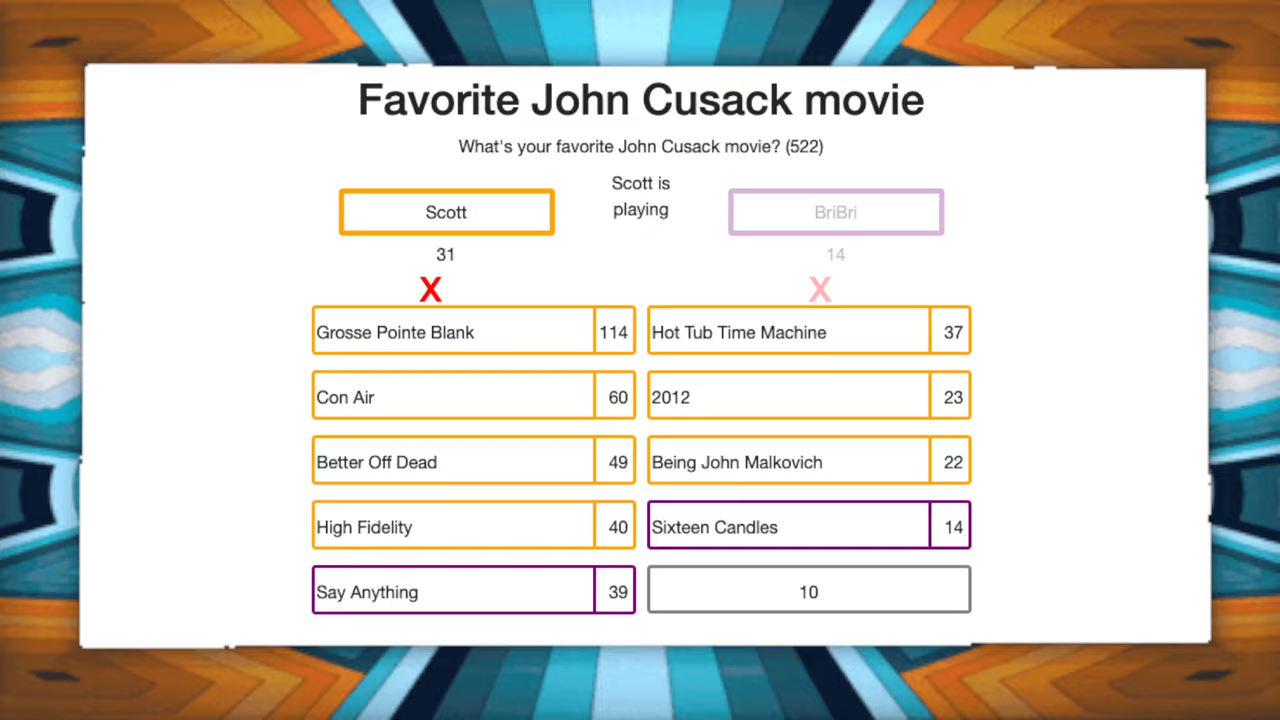 Favorite John Cusack movie
What's your favorite John Cusack movie? (522)
Scott is
playing
Scott
BriBri
31
14
X
X
Grosse Pointe Blank 114
Hot Tub Time Machine 37
Con Air 60
2012 23
Better Off Dead 49
Being John Malkovich 22
High Fidelity 40
Sixteen Candles 14
Say Anything 39
10